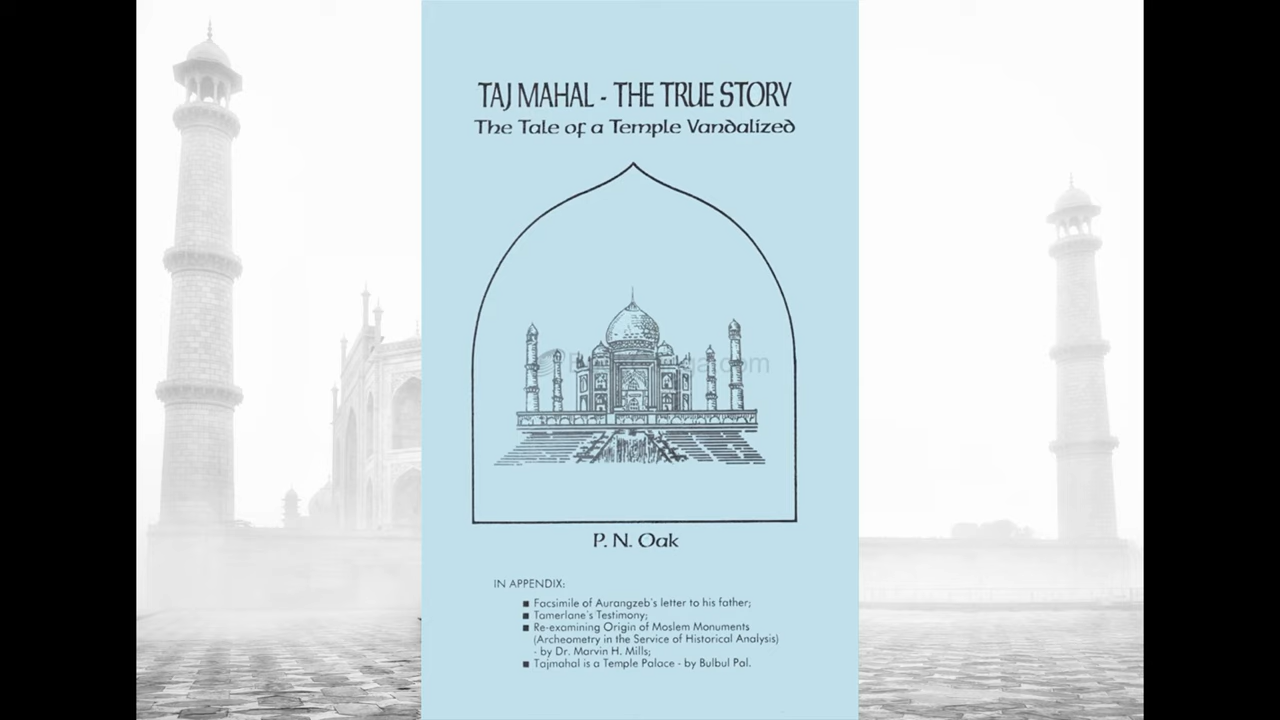 TAJ MAHAL - THE TRUE STORY
The Tale of a Temple Vandalized
P. N. Oak
IN APPENDIX:
■ Facsimile of Aurangzeb's letter to his father;
■ Tamerlane's Testimony;
■ Re-examining Origin of Moslem Monuments
(Archeometry in the Service of Historical Analysis)
- by Dr. Marvin H. Mills;
■ Tajmahal is a Temple Palace - by Bulbul Pal.